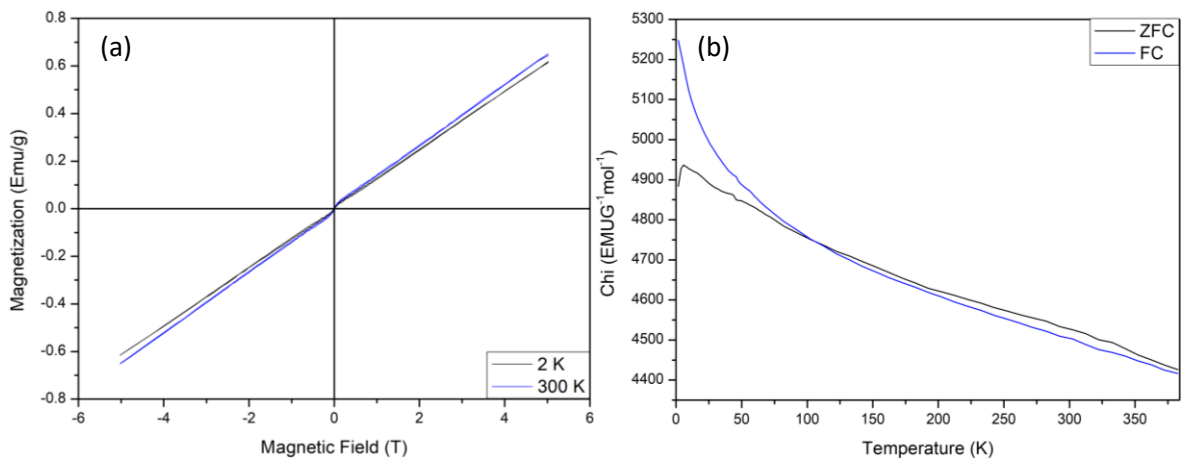 (a)
0.8
0.6
0.4
0.2
0.0
-0.2
-0.4
-0.6
-0.8
Magnetization (Emu/g)
-6 -4 -2 0 2 4 6
Magnetic Field (T)
2 K
300 K
(b)
5300
5200
5100
5000
4900
4800
4700
4600
4500
4400
Chi (EMUG⁻¹mol⁻¹)
0 50 100 150 200 250 300 350
Temperature (K)
ZFC
FC